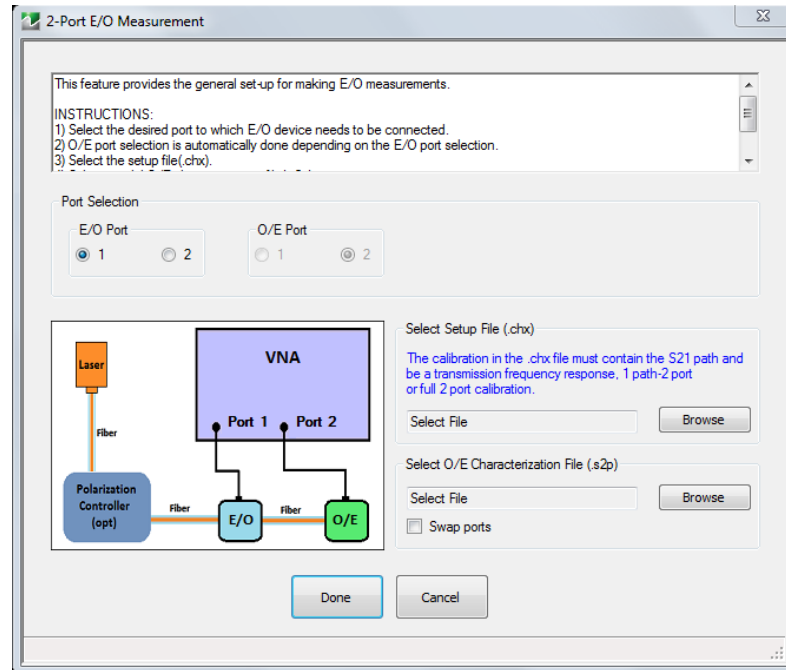 2-Port E/O Measurement
This feature provides the general set-up for making E/O measurements.
INSTRUCTIONS:
1) Select the desired port to which E/O device needs to be connected.
2) O/E port selection is automatically done depending on the E/O port selection.
3) Select the setup file(.chx).
Port Selection
E/O Port
O/E Port
1
2
1
2
Laser
VNA
Port 1
Port 2
Fiber
Polarization
Controller
(opt)
Fiber
E/O
Fiber
O/E
Select Setup File (.chx)
The calibration in the .chx file must contain the S21 path and
be a transmission frequency response, 1 path-2 port
or full 2 port calibration.
Select File
Browse
Select O/E Characterization File (.s2p)
Select File
Browse
Swap ports
Done
Cancel